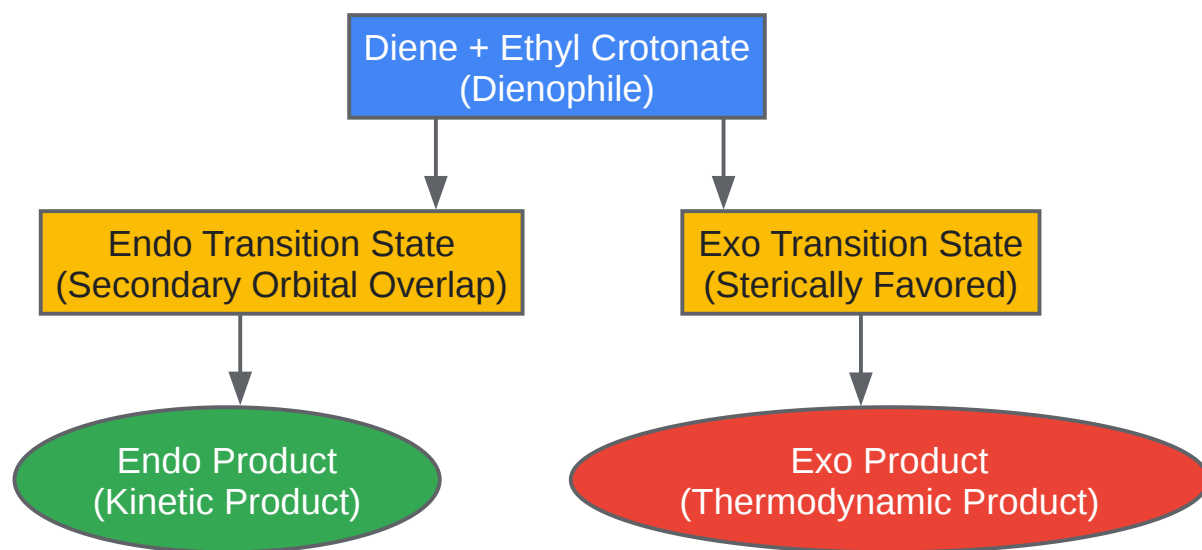 Diene + Ethyl Crotonate
(Dienophile)
Endo Transition State
(Secondary Orbital Overlap)
Exo Transition State
(Sterically Favored)
Endo Product
(Kinetic Product)
Exo Product
(Thermodynamic Product)